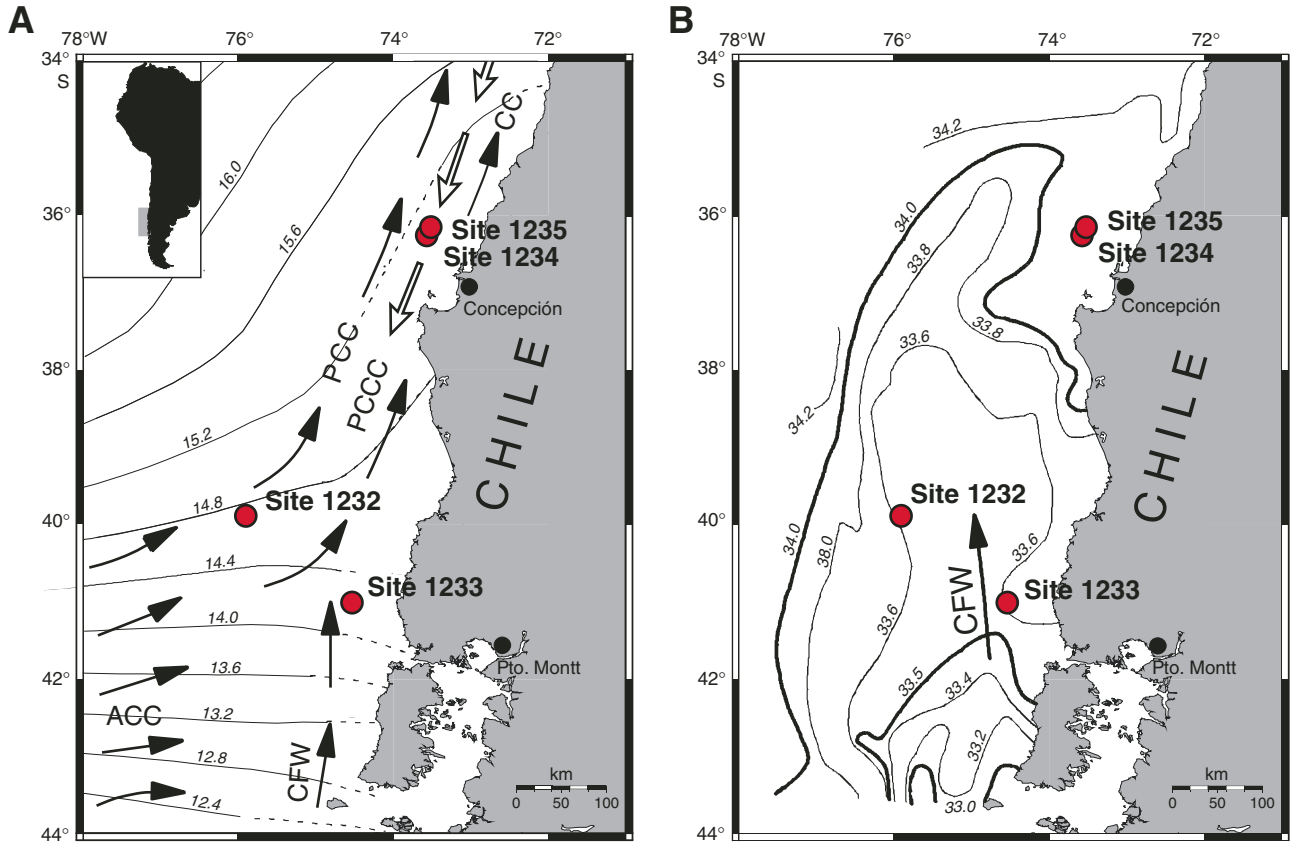 A
78°W
76
74
72
34°
S
36°
38°
40°
42°
44°
16.0
15.6
15.2
14.8
14.4
14.0
13.6
13.2
12.8
12.4
CC
PCC
PCCC
ACC
CFW
Site 1235
Site 1234
Concepción
CHILE
Site 1232
Site 1233
Pto. Montt
km
0 50 100
B
78°W
76
74
72
34°
S
36°
38°
40°
42°
44°
34.2
34.0
33.8
33.6
33.8
34.2
34.0
38.0
33.6
33.6
33.5
33.4
33.2
33.0
CFW
Site 1235
Site 1234
Concepción
CHILE
Site 1232
Site 1233
Pto. Montt
km
0 50 100